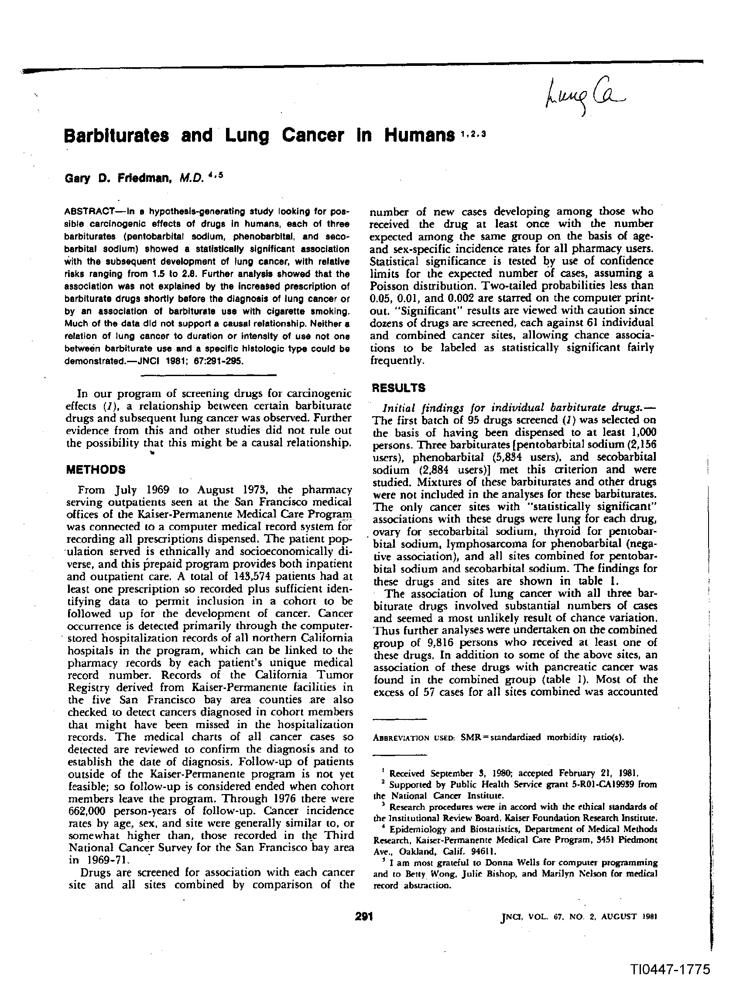 Lung Ca
Barbiturates and Lung Cancer in Humans 1,2,3
Gary D. Friedman, M.D. 4,5
ABSTRACT—In a hypothesis-generating study looking for pos-
sible carcinogenic effects of drugs in humans, each of three
barbiturates (pentobarbital sodium, phenobarbital, and seco-
barbital sodium) showed a statistically significant association
with the subsequent development of lung cancer, with relative
risks ranging from 1.5 to 2.8. Further analysis showed that the
association was not explained by the increased prescription of
barbiturate drugs shortly before the diagnosis of lung cancer or
by an association of barbiturate use with cigarette smoking.
Much of the data did not support a causal relationship. Neither a
relation of lung cancer to duration or intensity of use not one
between barbiturate use and a specific histologic type could be
demonstrated.—JNCI 1981; 67:291-295.
In our program of screening drugs for carcinogenic
effects (1), a relationship between certain barbiturate
drugs and subsequent lung cancer was observed. Further
evidence from this and other studies did not rule out
the possibility that this might be a causal relationship.
METHODS
From July 1969 to August 1973, the pharmacy
serving outpatients seen at the San Francisco medical
offices of the Kaiser-Permanente Medical Care Program
was connected to a computer medical record system for
recording all prescriptions dispensed. The patient pop-
ulation served is ethnically and socioeconomically di-
verse, and this prepaid program provides both inpatient
and outpatient care. A total of 143,574 patients had at
least one prescription so recorded plus sufficient iden-
tifying data to permit inclusion in a cohort to be
followed up for the development of cancer. Cancer
occurrence is detected primarily through the computer-
stored hospitalization records of all northern California
hospitals in the program, which can be linked to the
pharmacy records by each patient's unique medical
record number. Records of the California Tumor
Registry derived from Kaiser-Permanente facilities in
the five San Francisco bay area counties are also
checked to detect cancers diagnosed in cohort members
that might have been missed in the hospitalization
records. The medical charts of all cancer cases so
detected are reviewed to confirm the diagnosis and to
establish the date of diagnosis. Follow-up of patients
outside of the Kaiser-Permanente program is not yet
feasible; so follow-up is considered ended when cohort
members leave the program. Through 1976 there were
662,000 person-years of follow-up. Cancer incidence
rates by age, sex, and site were generally similar to, or
somewhat higher than, those recorded in the Third
National Cancer Survey for the San Francisco bay area
in 1969-71.
Drugs are screened for association with each cancer
site and all sites combined by comparison of the
number of new cases developing among those who
received the drug at least once with the number
expected among the same group on the basis of age-
and sex-specific incidence rates for all pharmacy users.
Statistical significance is tested by use of confidence
limits for the expected number of cases, assuming a
Poisson distribution. Two-tailed probabilities less than
0.05, 0.01, and 0.002 are starred on the computer print-
out. "Significant" results are viewed with caution since
dozens of drugs are screened, each against 61 individual
and combined cancer sites, allowing chance associa-
tions to be labeled as statistically significant fairly
frequently.
RESULTS
Initial findings for individual barbiturate drugs.—
The first batch of 95 drugs screened (1) was selected on
the basis of having been dispensed to at least 1,000
persons. Three barbiturates [pentobarbital sodium (2,156
users), phenobarbital (5,834 users), and secobarbital
sodium (2,884 users)] met this criterion and were
studied. Mixtures of these barbiturates and other drugs
were not included in the analyses for these barbiturates.
The only cancer sites with "statistically significant"
associations with these drugs were lung for each drug,
ovary for secobarbital sodium, thyroid for pentobar-
bital sodium, lymphosarcoma for phenobarbital (nega-
tive association), and all sites combined for pentobar-
bital sodium and secobarbital sodium. The findings for
these drugs and sites are shown in table 1.
The association of lung cancer with all three bar-
biturate drugs involved substantial numbers of cases
and seemed a most unlikely result of chance variation.
Thus further analyses were undertaken on the combined
group of 9,816 persons who received at least one of
these drugs. In addition to some of the above sites, an
association of these drugs with pancreatic cancer was
found in the combined group (table 1). Most of the
excess of 57 cases for all sites combined was accounted
ABBREVIATION USED: SMR=standardized morbidity ratio(s).
1 Received September 3, 1980; accepted February 21, 1981.
2 Supported by Public Health Service grant 5-R01-CA19939 from
the National Cancer Institute.
3 Research procedures were in accord with the ethical standards of
the Institutional Review Board, Kaiser Foundation Research Institute.
4 Epidemiology and Biostatistics, Department of Medical Methods
Research, Kaiser-Permanente Medical Care Program, 3451 Piedmont
Ave., Oakland, Calif. 94611.
5 I am most grateful to Donna Wells for computer programming
and to Betty Wong, Julie Bishop, and Marilyn Nelson for medical
record abstraction.
291
JNCI, VOL. 67, NO. 2, AUGUST 1981
TI0447-1775